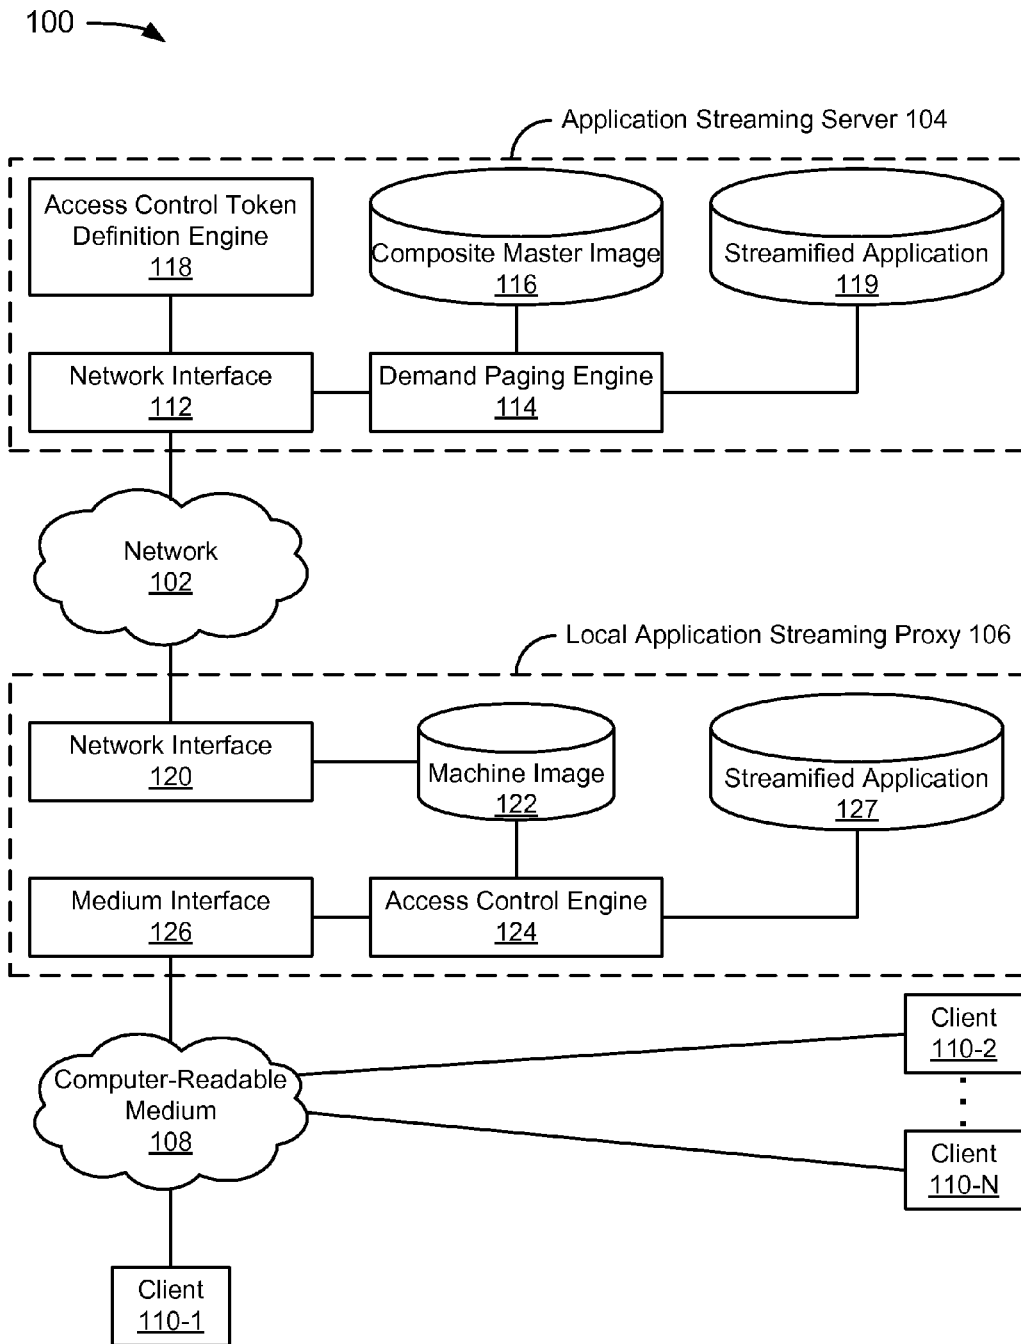 100
Application Streaming Server 104
Access Control Token
Definition Engine
118
Composite Master Image
116
Streamified Application
119
Network Interface
112
Demand Paging Engine
114
Network
102
Local Application Streaming Proxy 106
Network Interface
120
Machine Image
122
Streamified Application
127
Medium Interface
126
Access Control Engine
124
Client
110-2
Computer-Readable
Medium
108
Client
110-N
Client
110-1